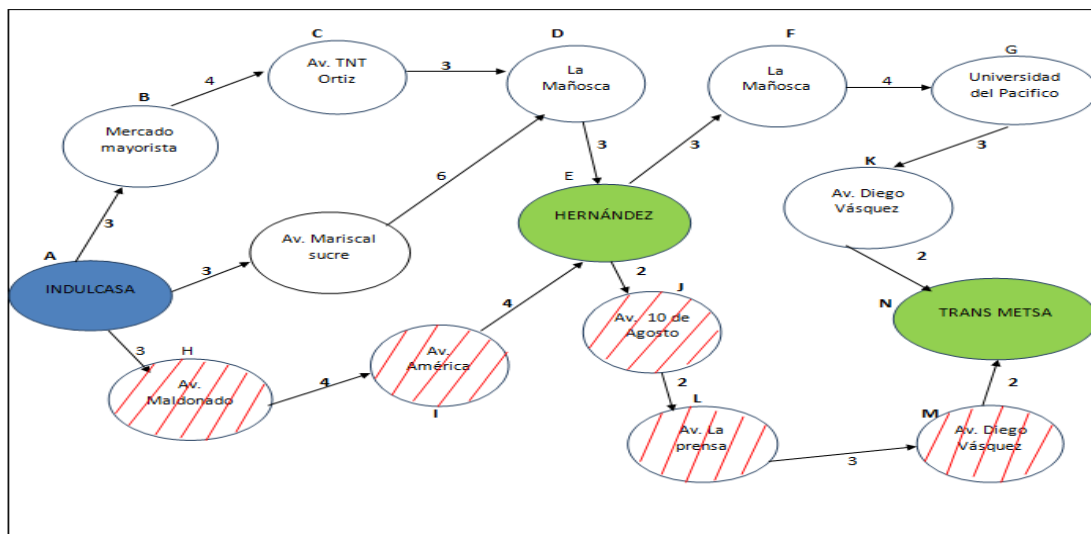 C
Av. TNT
Ortiz
3
D
La
Mañosca
F
La
Mañosca
4
G
Universidad
del Pacifico
B
Mercado
mayorista
4
3
6
3
E
HERNÁNDEZ
3
3
K
Av. Diego
Vásquez
2
A
INDULCASA
3
Av. Mariscal
sucre
4
2
J
Av. 10 de
Agosto
N
TRANS METSA
3
H
Av.
Maldonado
4
Av.
América
I
2
L
Av. La
prensa
3
M
Av. Diego
Vásquez
2